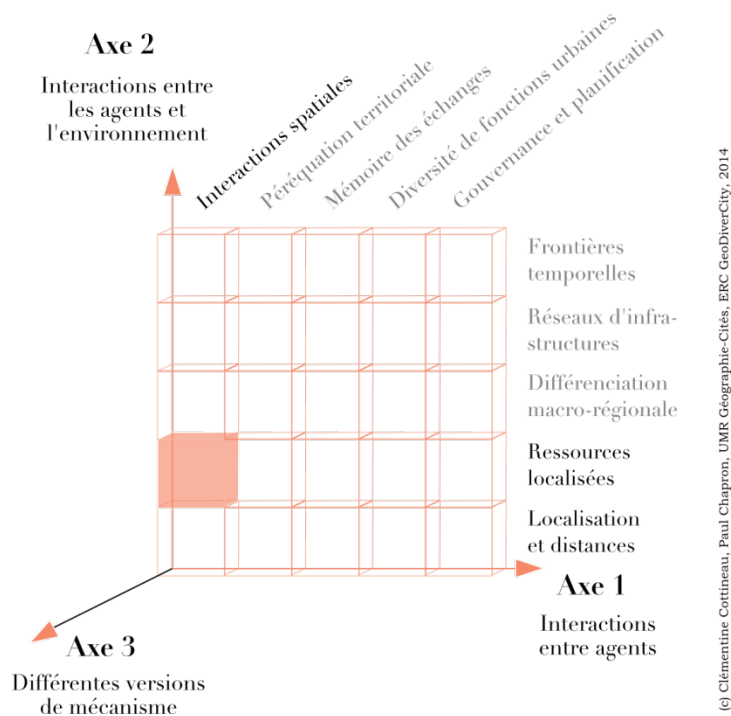 Axe 2
Interactions entre
les agents et
l'environnement
Interactions spatiales
Péréquation territoriale
Mémoire des échanges
Diversité de fonctions urbaines
Gouvernance et planification
Frontières
temporelles
Réseaux d'infra-
structures
Différenciation
macro-régionale
Ressources
localisées
Localisation
et distances
Axe 1
Interactions
entre agents
Axe 3
Différentes versions
de mécanisme
(c) Clémentine Cottineau, Paul Chapron, UMR Géographie-Cités, ERC GeoDiverCity, 2014